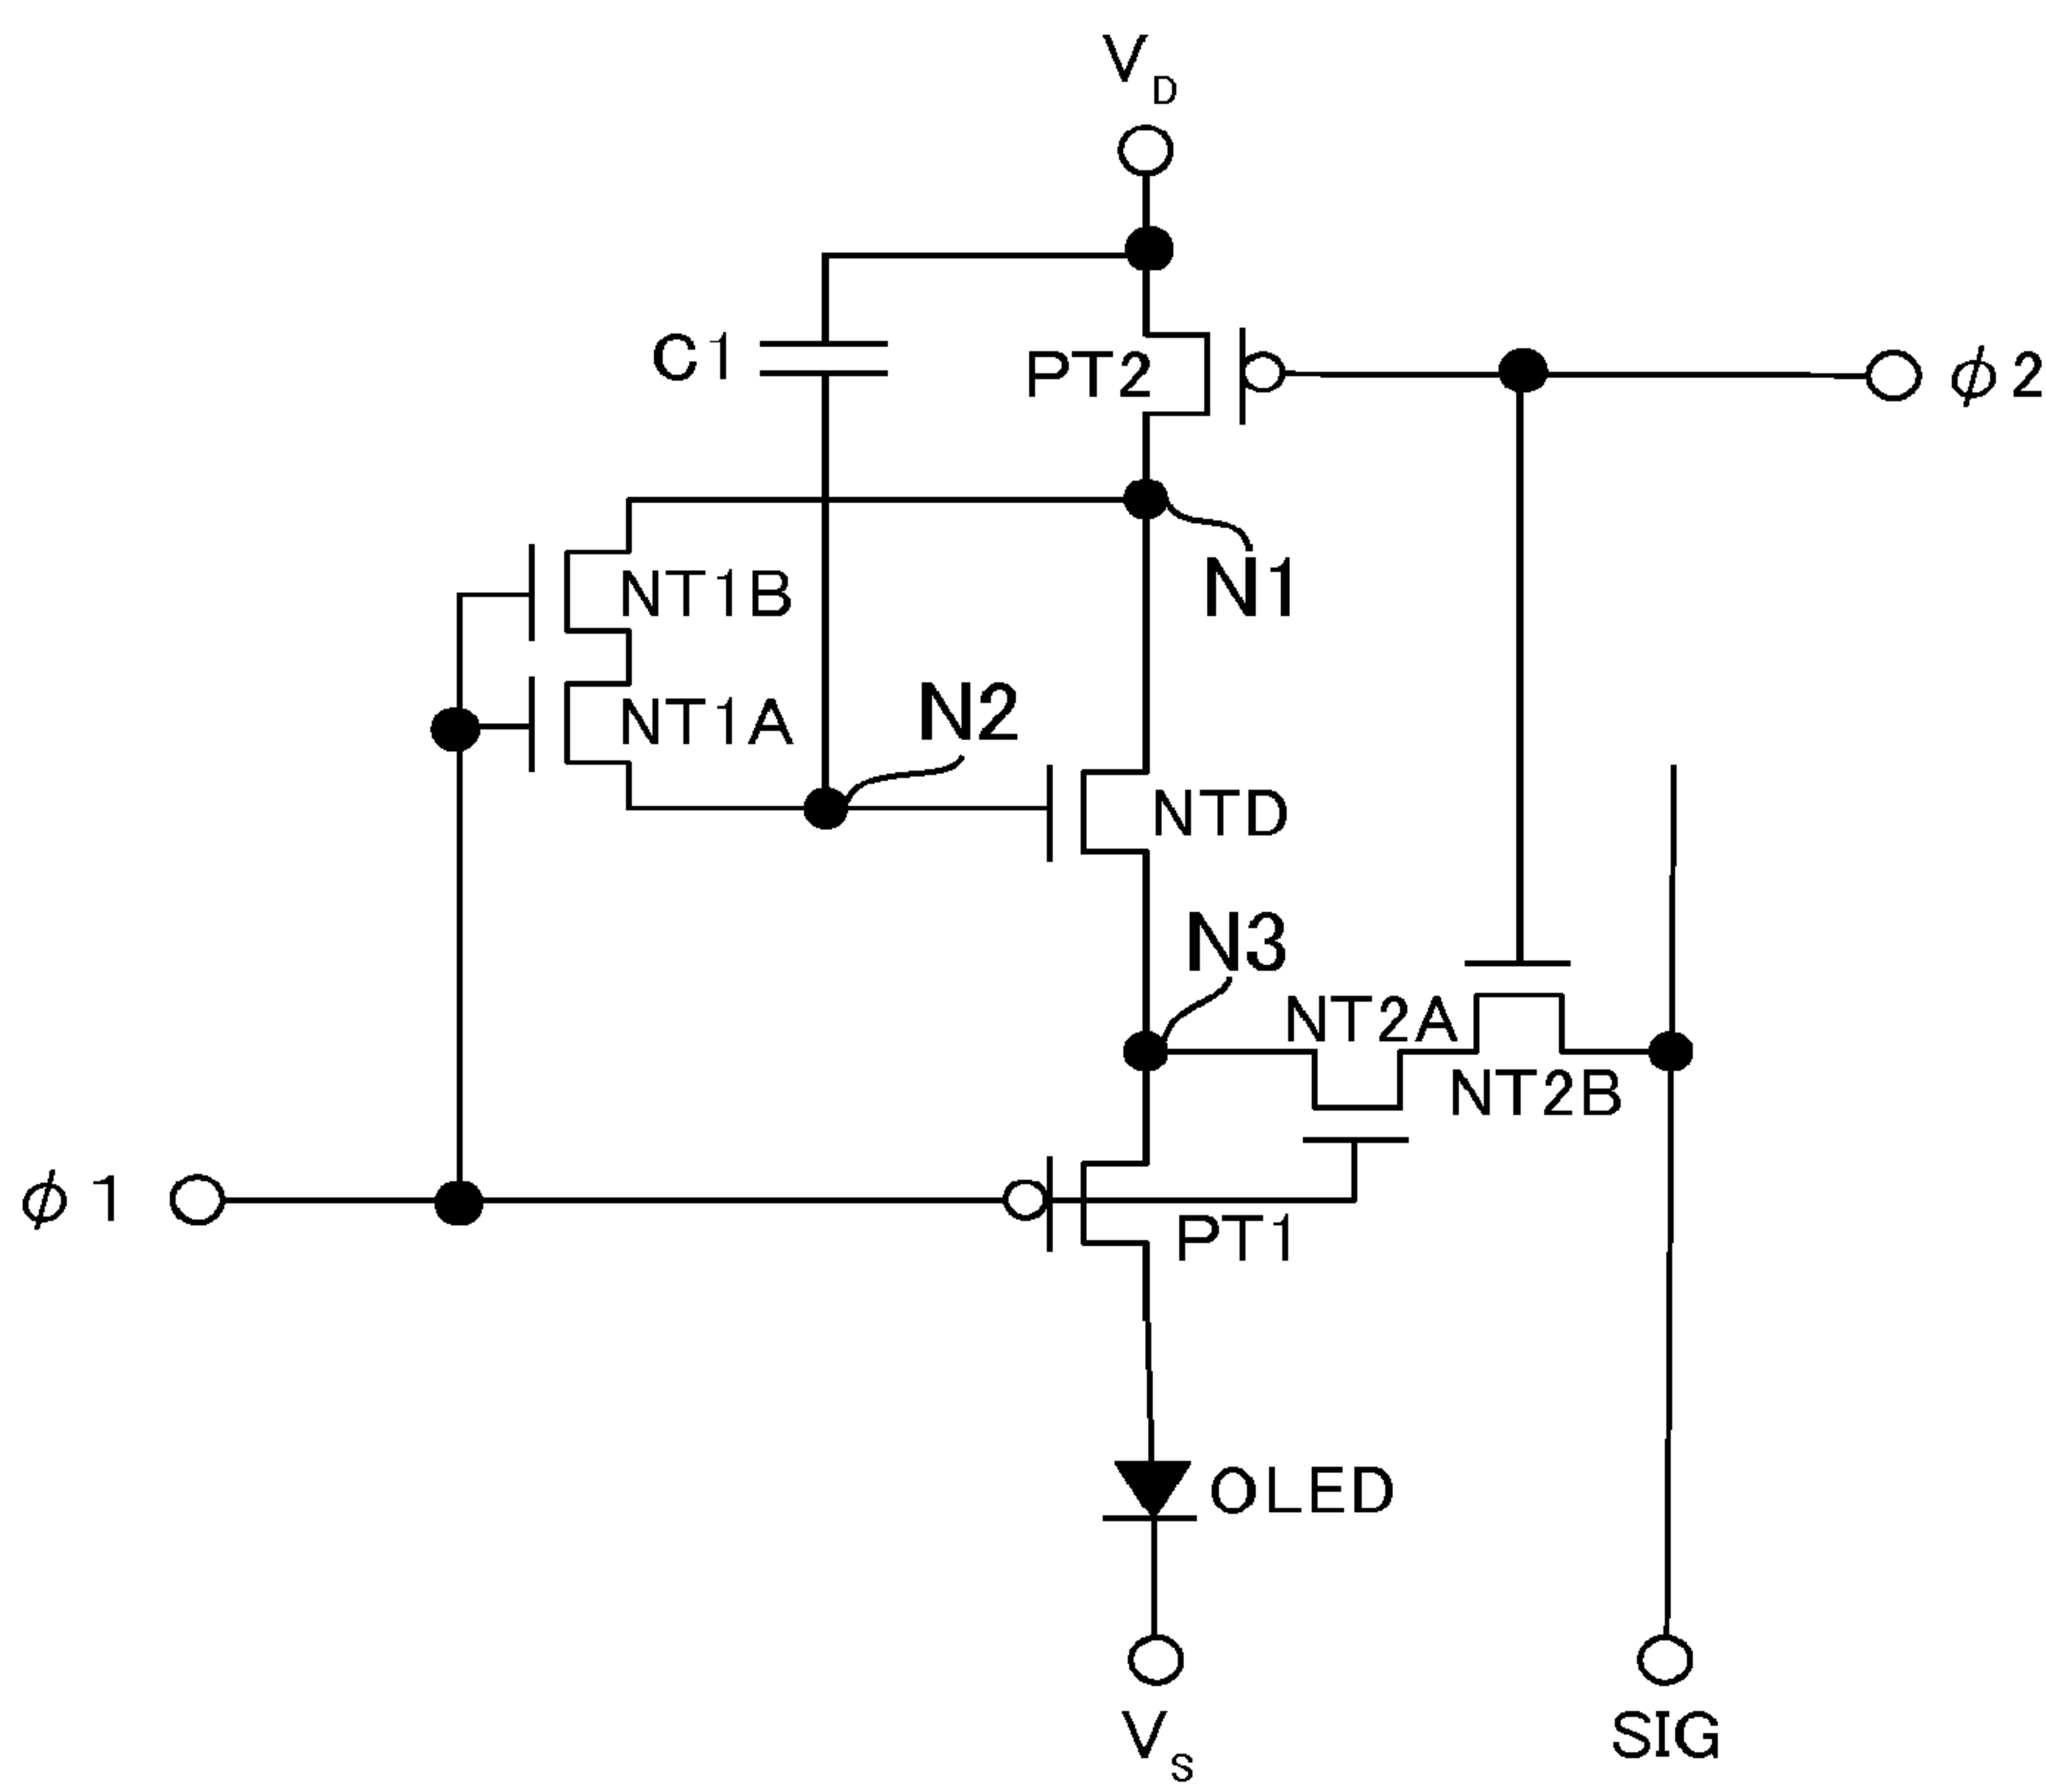 VD
C1
PT2
ϕ2
NT1B
N1
NT1A
N2
NTD
N3
NT2A
NT2B
ϕ1
PT1
OLED
VS
SIG